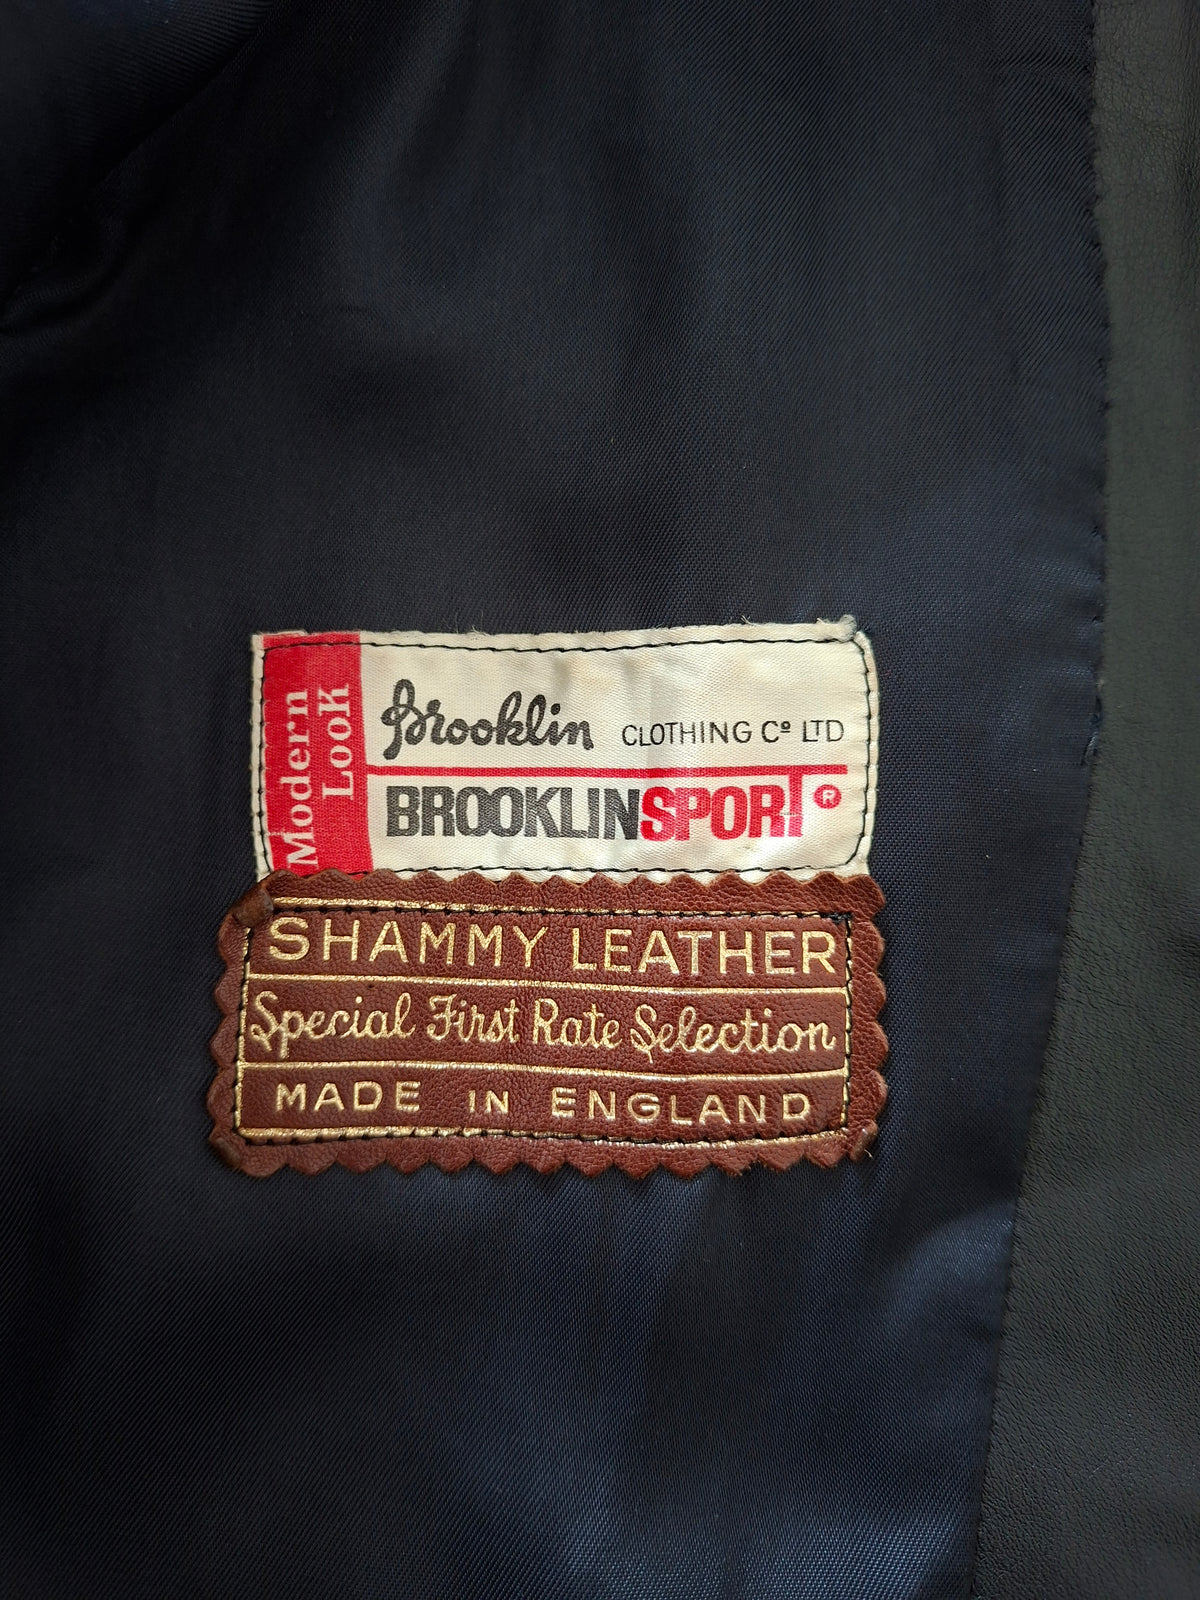 Modern
Look
Brooklin CLOTHING Cº LTD
BROOKLINSPORT®
SHAMMY LEATHER
Special First Rate Selection
MADE IN ENGLAND